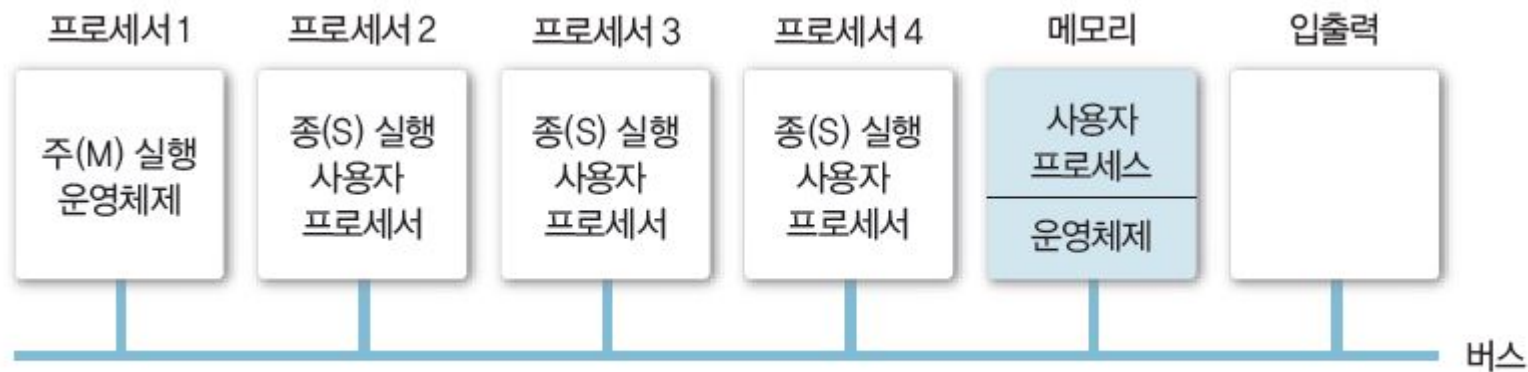 프로세서 1
프로세서 2
프로세서 3
프로세서 4
메모리
입출력
주(M) 실행
운영체제
종(S) 실행
사용자
프로세서
종(S) 실행
사용자
프로세서
종(S) 실행
사용자
프로세서
사용자
프로세스
운영체제
버스